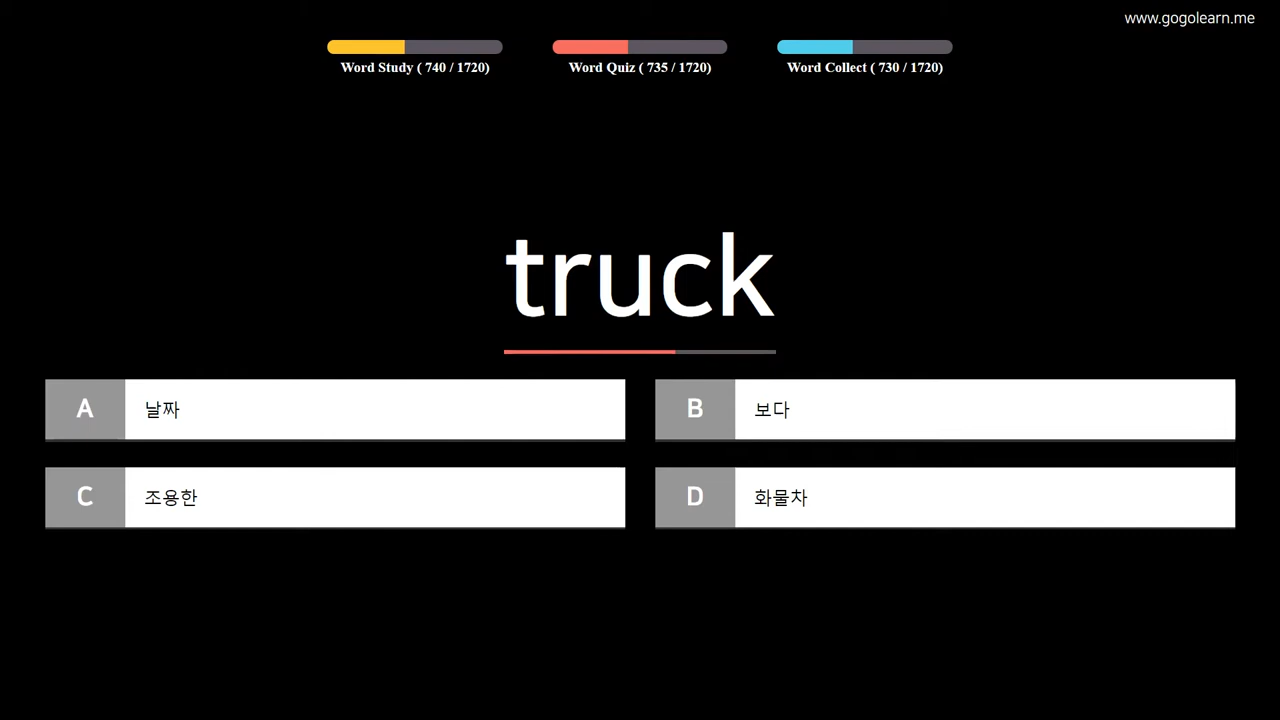 www.gogolearn.me
Word Study ( 740 / 1720)
Word Quiz ( 735 / 1720)
Word Collect ( 730 / 1720)
truck
A 날짜
B 보다
C 조용한
D 화물차